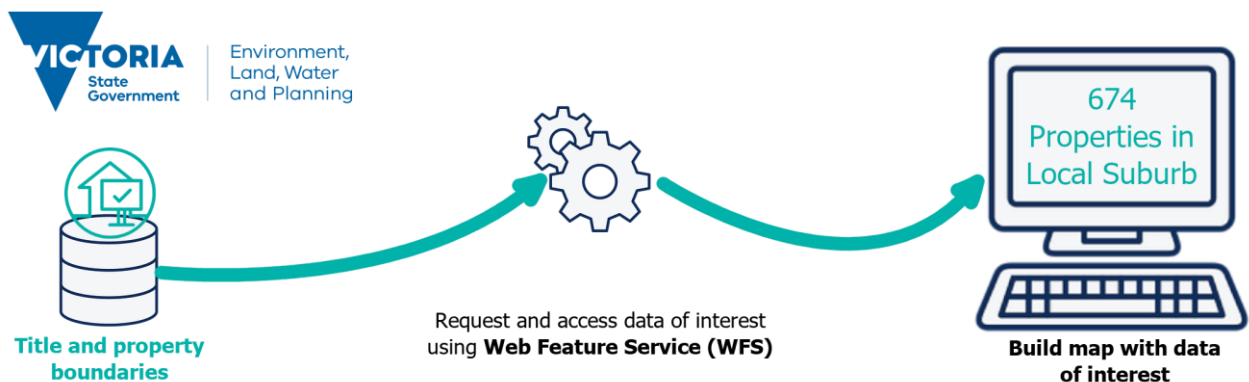 VICTORIA
State
Government
Environment,
Land, Water
and Planning
674
Properties in
Local Suburb
Title and property
boundaries
Request and access data of interest
using Web Feature Service (WFS)
Build map with data
of interest